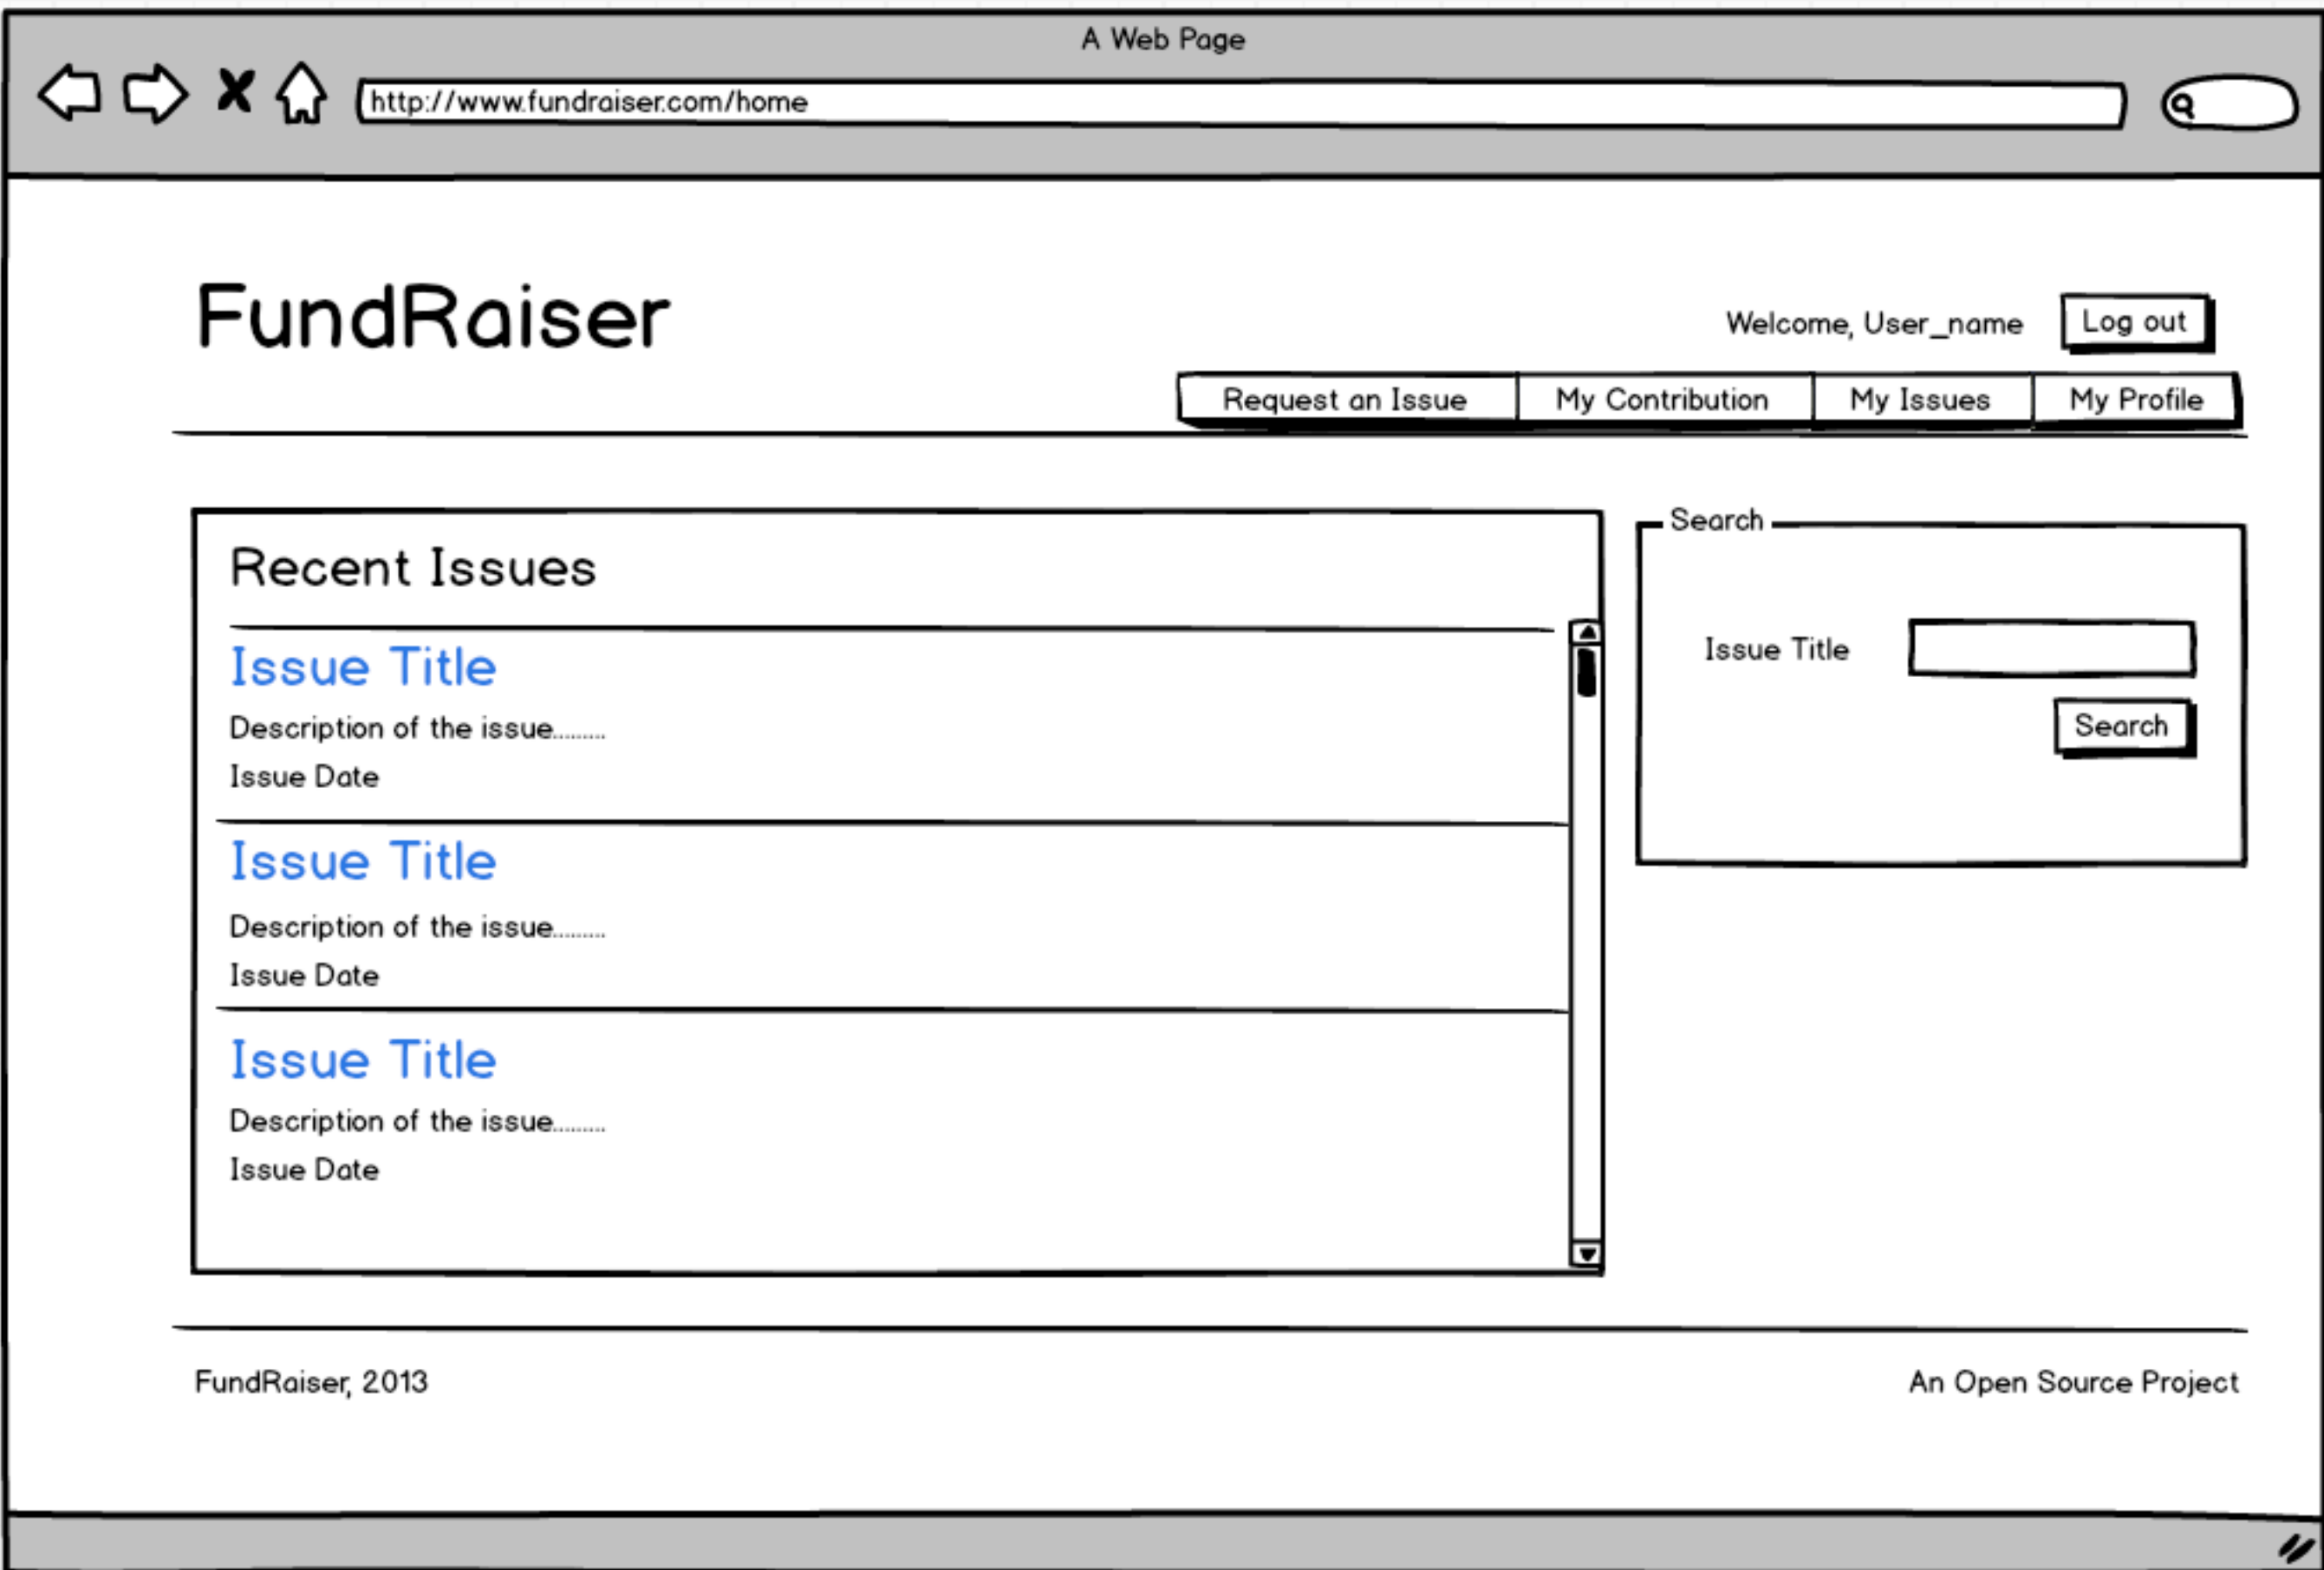 A Web Page
http://www.fundraiser.com/home
FundRaiser
Welcome, User_name
Log out
Request an Issue
My Contribution
My Issues
My Profile
Recent Issues
Issue Title
Description of the issue.........
Issue Date
Issue Title
Description of the issue.........
Issue Date
Issue Title
Description of the issue.........
Issue Date
Search
Issue Title
Search
FundRaiser, 2013
An Open Source Project